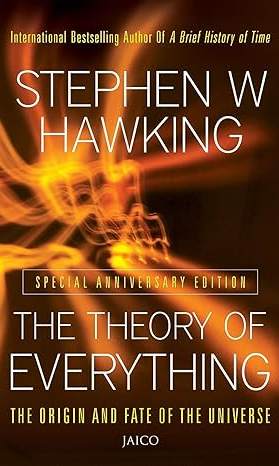 International Bestselling Author Of A Brief History of Time
STEPHEN W
HAWKING
SPECIAL ANNIVERSARY EDITION
THE THEORY OF
EVERYTHING
THE ORIGIN AND FATE OF THE UNIVERSE
JAICO